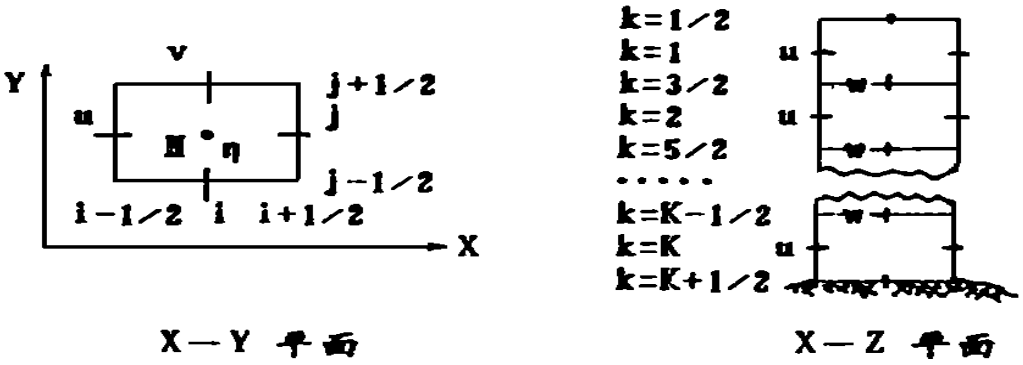 v
Y
j+1/2
u
j
M
η
j-1/2
i-1/2
i
i+1/2
X
X—Y 平面
k=1/2
k=1
u
k=3/2
w
k=2
u
k=5/2
w
.....
k=K-1/2
w
k=K
u
k=K+1/2
X—Z 平面